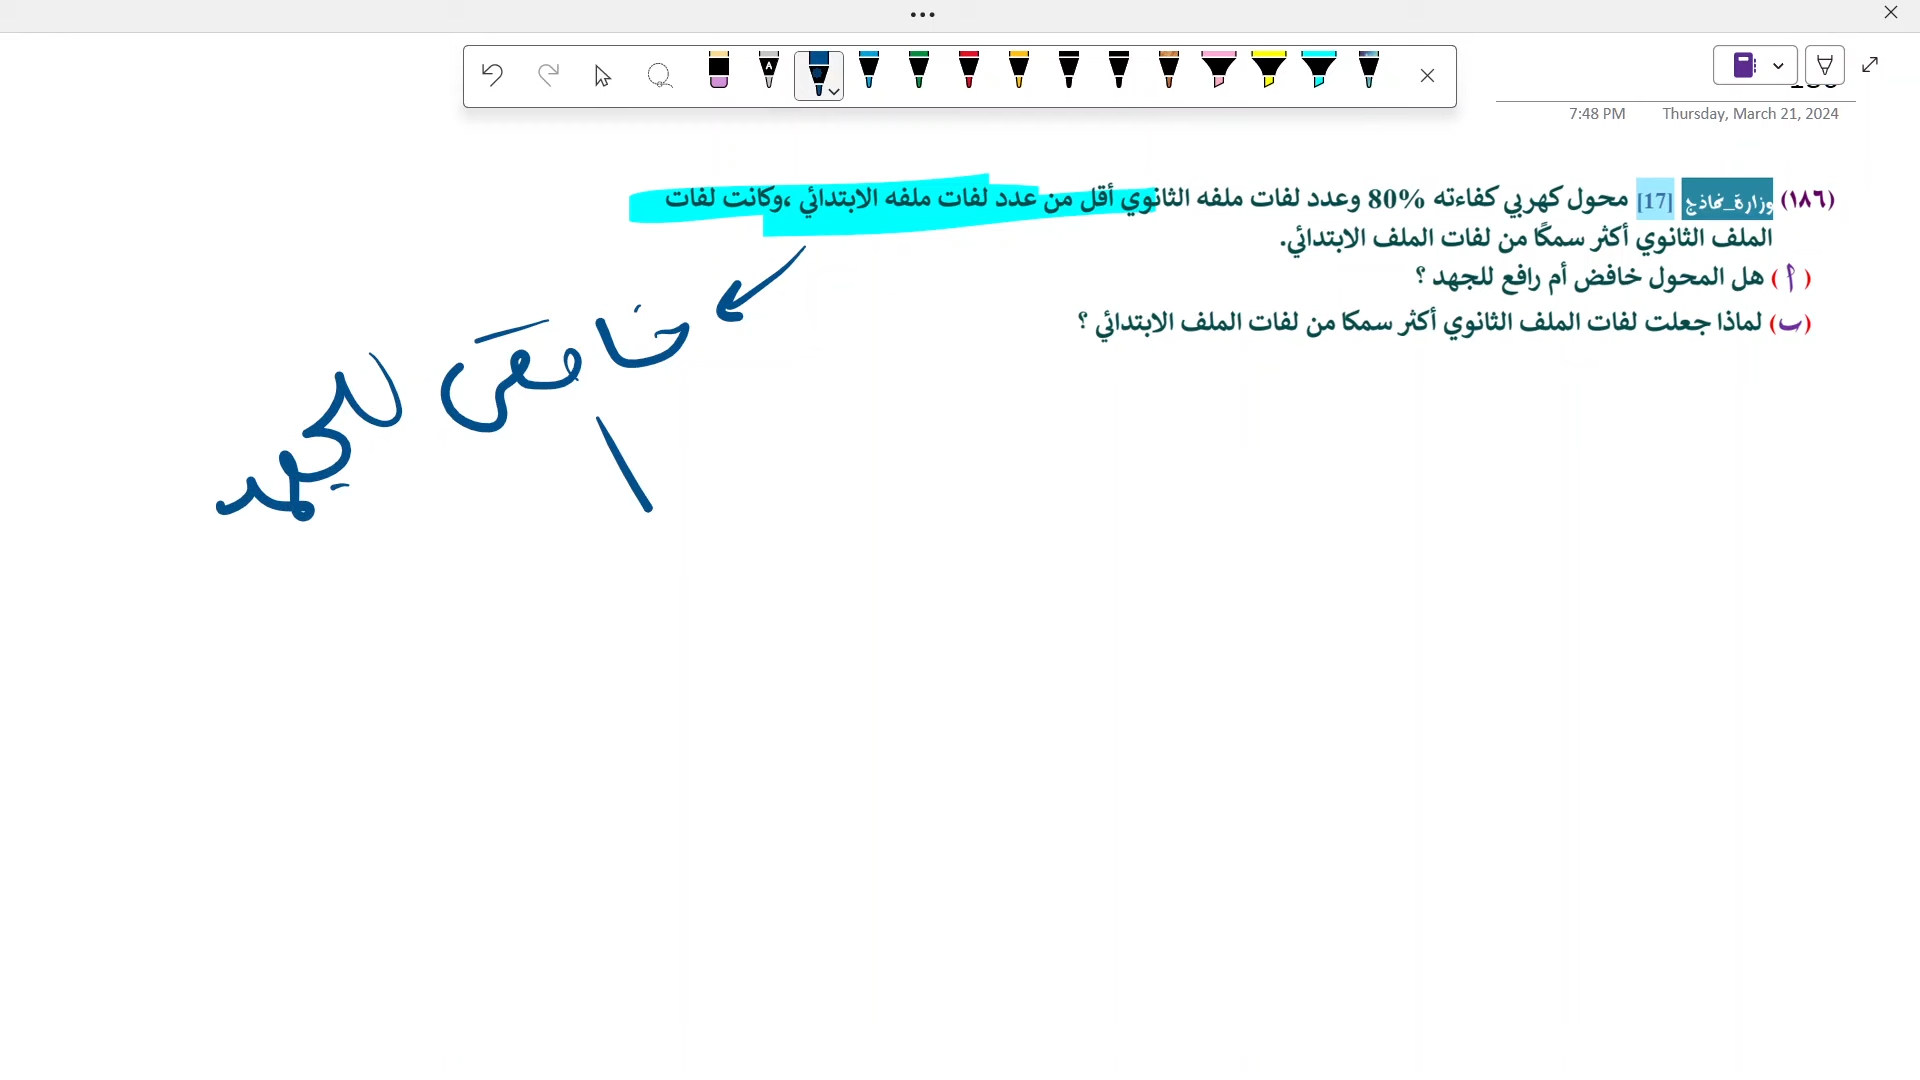 7:48 PM Thursday, March 21, 2024
(١٨٦) وزارة_نماذج [17] محول كهربي كفاءته 80% وعدد لفات ملفه الثانوي أقل من عدد لفات ملفه الابتدائي ،وكانت لفات
الملف الثانوي أكثر سمكًا من لفات الملف الابتدائي.
(أ) هل المحول خافض أم رافع للجهد ؟
(ب) لماذا جعلت لفات الملف الثانوي أكثر سمكا من لفات الملف الابتدائي ؟
خافض للجهد